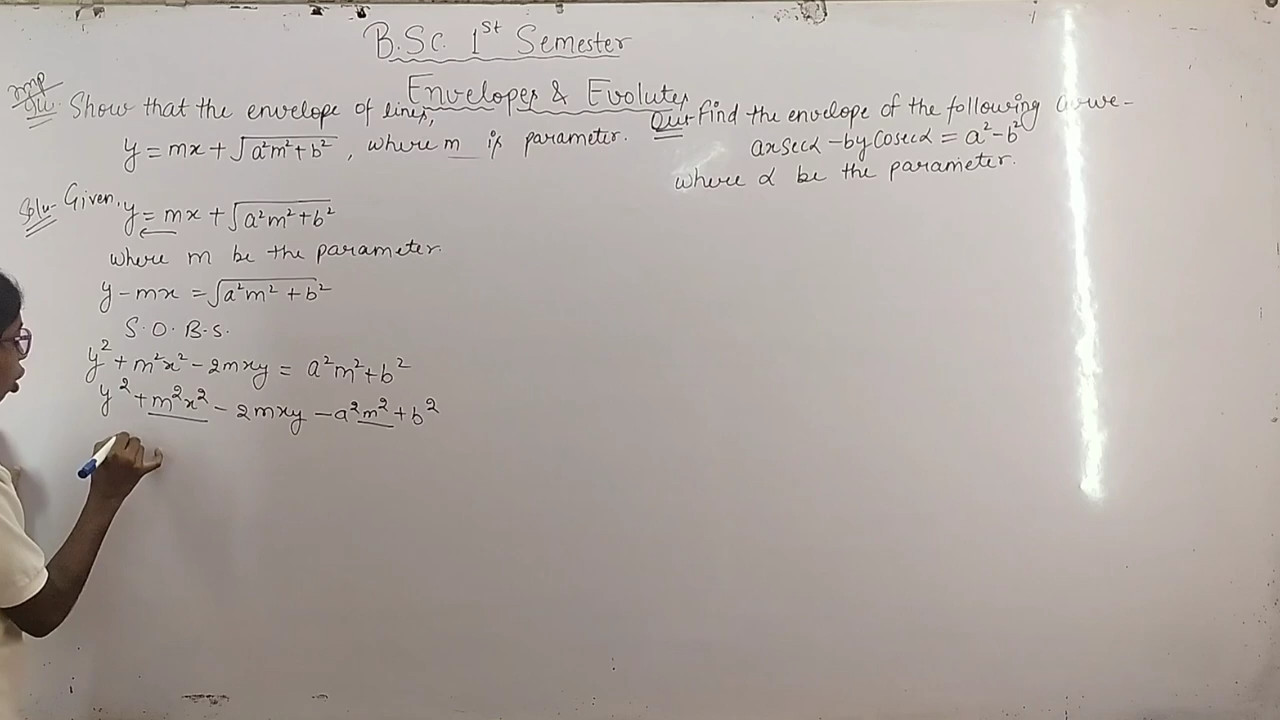 B.Sc. 1st Semester
Envelopes & Evolutes
Imp
Qu. Show that the envelope of lines,
y = mx + √(a²m² + b²), where m is parameter.
Solu- Given, y = mx + √(a²m² + b²)
where m be the parameter.
y - mx = √(a²m² + b²)
S.O.B.S.
y² + m²x² - 2mxy = a²m² + b²
y² + m²x² - 2mxy - a²m² + b²
Qu- Find the envelope of the following curve-
ax secα - by cosecα = a² - b²
where α be the parameter.